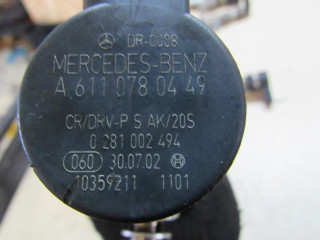 DR-0008
MERCEDES-BENZ
A 611 078 04 49
CR/DRV-P S AK/20S
0 281 002 494
060 30.07.02
10359211 1101